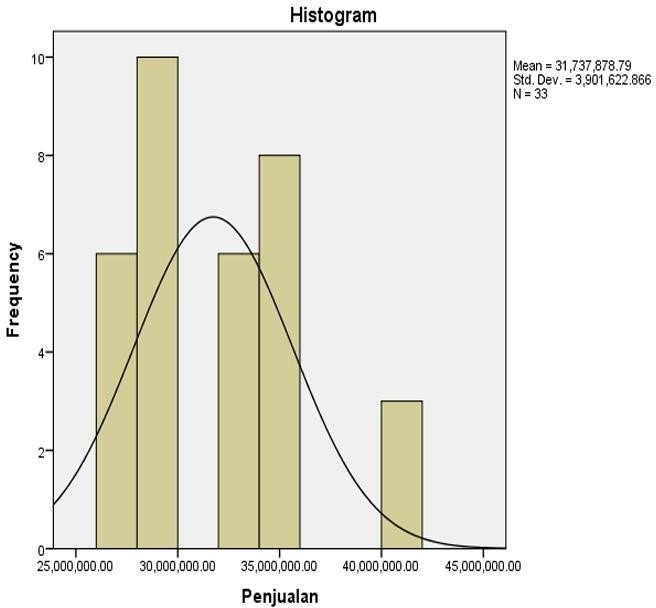 Histogram
Mean = 31,737,878.79
Std. Dev. = 3,901,622.866
N = 33
Frequency
10
8
6
4
2
0
25,000,000.00 30,000,000.00 35,000,000.00 40,000,000.00 45,000,000.00
Penjualan